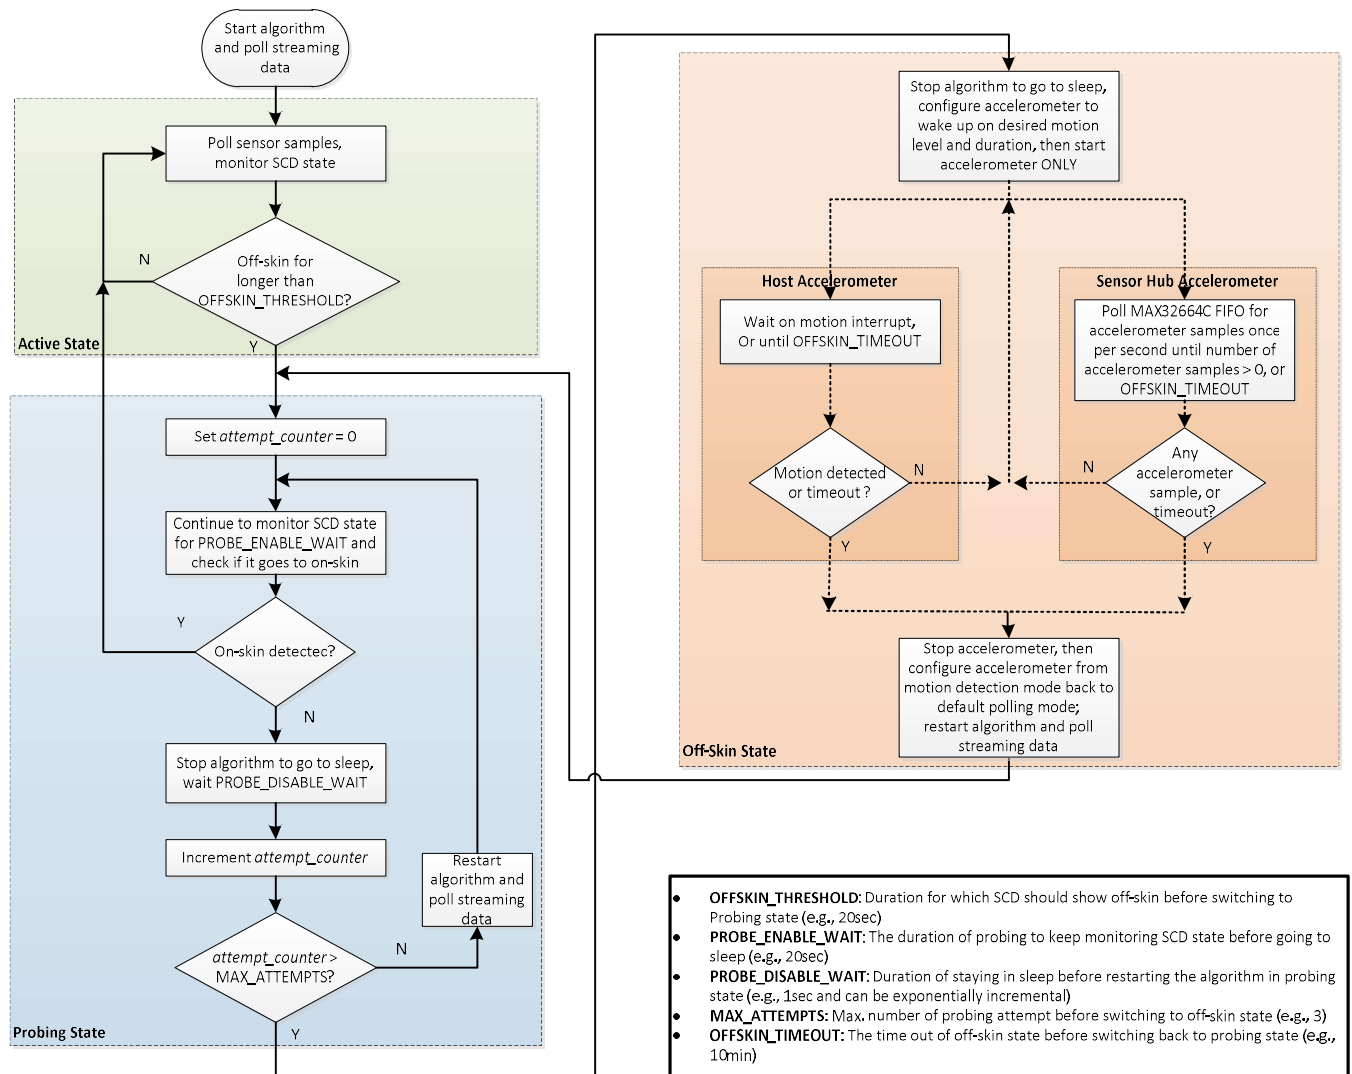 Start algorithm
and poll streaming
data
Poll sensor samples,
monitor SCD state
N
Off-skin for
longer than
OFFSKIN_THRESHOLD?
Active State
Y
Set attempt_counter = 0
Continue to monitor SCD state
for PROBE_ENABLE_WAIT and
check if it goes to on-skin
Y
On-skin detectec?
N
Stop algorithm to go to sleep,
wait PROBE_DISABLE_WAIT
Increment attempt_counter
Restart
algorithm and
poll streaming
data
attempt_counter >
MAX_ATTEMPTS?
N
Probing State
Y
Stop algorithm to go to sleep,
configure accelerometer to
wake up on desired motion
level and duration, then start
accelerometer ONLY
Host Accelerometer
Wait on motion interrupt,
Or until OFFSKIN_TIMEOUT
Motion detected
or timeout ?
N
Y
Sensor Hub Accelerometer
Poll MAX32664C FIFO for
accelerometer samples once
per second until number of
accelerometer samples > 0, or
OFFSKIN_TIMEOUT
N
Any
accelerometer
sample, or
timeout?
Y
Stop accelerometer, then
configure accelerometer from
motion detection mode back to
default polling mode;
restart algorithm and poll
streaming data
Off-Skin State
• OFFSKIN_THRESHOLD: Duration for which SCD should show off-skin before switching to
Probing state (e.g., 20sec)
• PROBE_ENABLE_WAIT: The duration of probing to keep monitoring SCD state before going to
sleep (e.g., 20sec)
• PROBE_DISABLE_WAIT: Duration of staying in sleep before restarting the algorithm in probing
state (e.g., 1sec and can be exponentially incremental)
• MAX_ATTEMPTS: Max. number of probing attempt before switching to off-skin state (e.g., 3)
• OFFSKIN_TIMEOUT: The time out of off-skin state before switching back to probing state (e.g.,
10min)